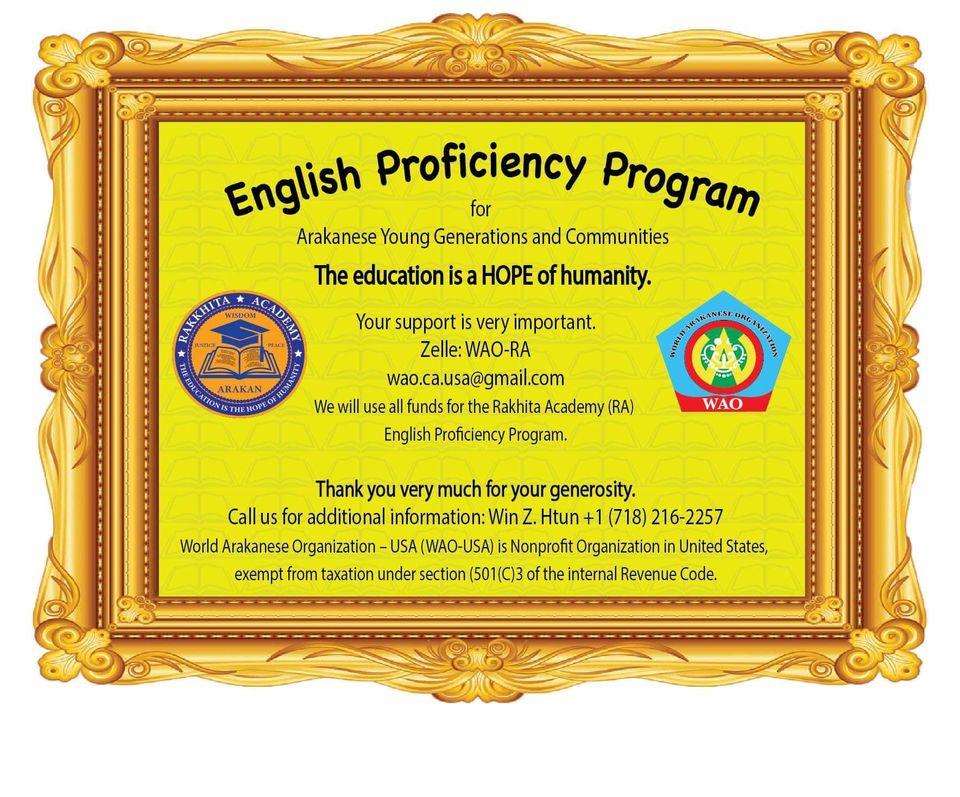 English Proficiency Program
for
Arakanese Young Generations and Communities
The education is a HOPE of humanity.
RAKKHITA ★ ACADEMY
WISDOM
JUSTICE
PEACE
ARAKAN
THE EDUCATION IS THE HOPE OF HUMANITY
Your support is very important.
Zelle: WAO-RA
wao.ca.usa@gmail.com
We will use all funds for the Rakhita Academy (RA)
English Proficiency Program.
WORLD ARAKANESE ORGANIZATION
WAO
Thank you very much for your generosity.
Call us for additional information: Win Z. Htun +1 (718) 216-2257
World Arakanese Organization – USA (WAO-USA) is Nonprofit Organization in United States,
exempt from taxation under section (501(C)3 of the internal Revenue Code.